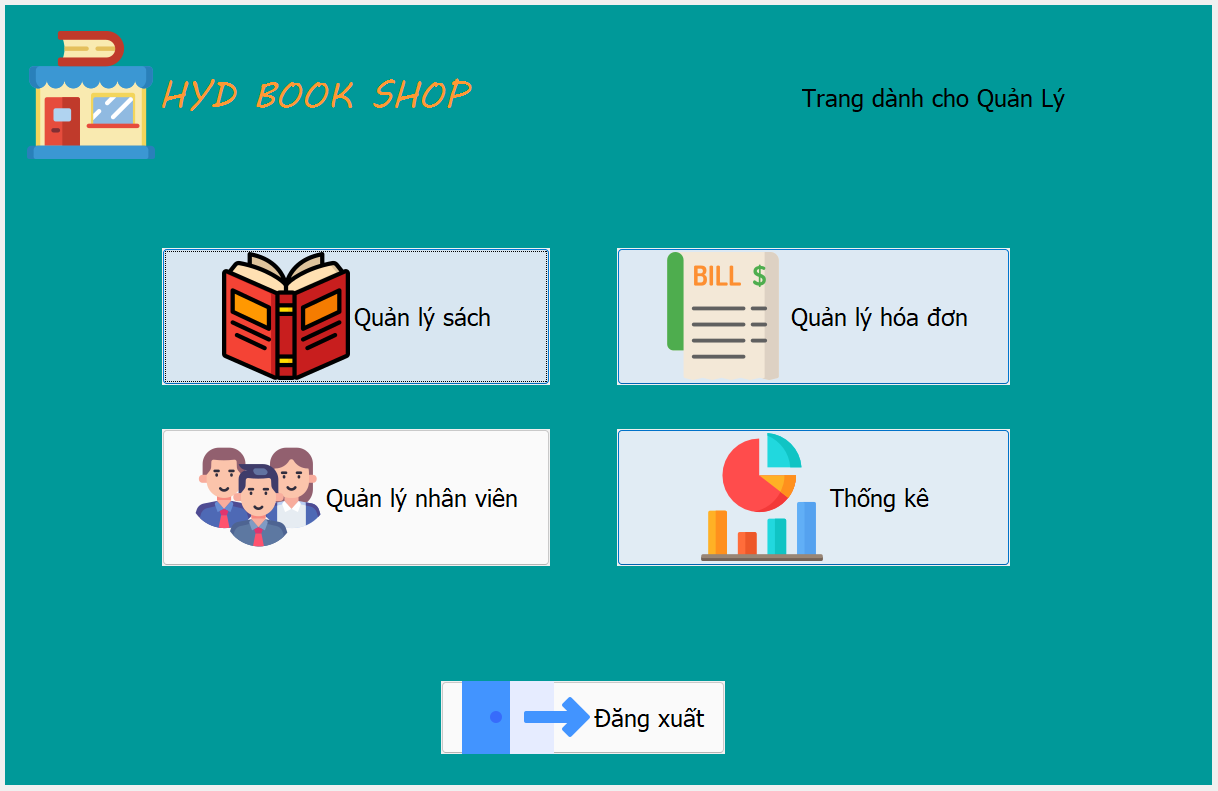 HYD BOOK SHOP
Trang dành cho Quản Lý
Quản lý sách
BILL $
Quản lý hóa đơn
Quản lý nhân viên
Thống kê
Đăng xuất